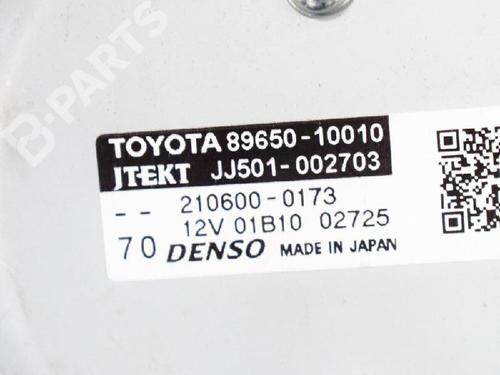 B-PARTS
TOYOTA 89650-10010
JTEKT JJ501-002703
-- 210600-0173
12V 01B10 02725
70 DENSO MADE IN JAPAN